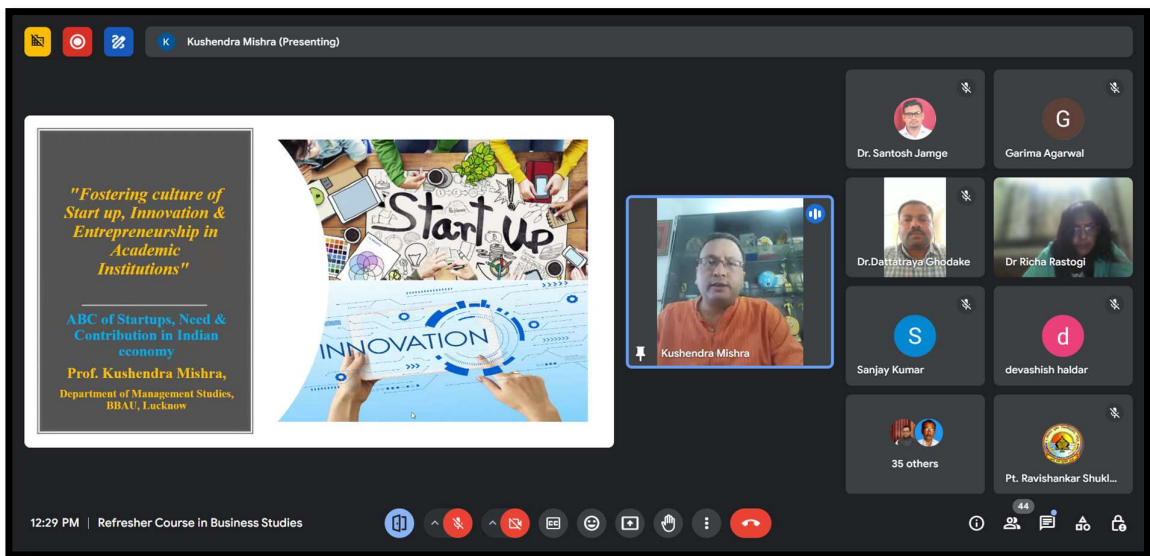 K Kushendra Mishra (Presenting)
"Fostering culture of
Start up, Innovation &
Entrepreneurship in
Academic
Institutions"
ABC of Startups, Need &
Contribution in Indian
economy
Prof. Kushendra Mishra,
Department of Management Studies,
BBAU, Lucknow
Start Up
INNOVATION
Kushendra Mishra
Dr. Santosh Jamge
G
Garima Agarwal
Dr.Dattatraya Ghodake
Dr Richa Rastogi
S
Sanjay Kumar
d
devashish haldar
35 others
Pt. Ravishankar Shukl...
12:29 PM | Refresher Course in Business Studies
CC
44